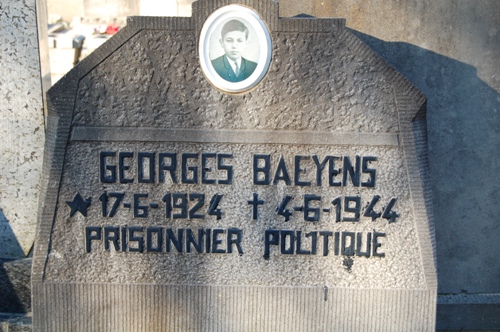 GEORGES BAEYENS
★ 17-6-1924 † 4-6-1944
PRISONNIER POLITIQUE